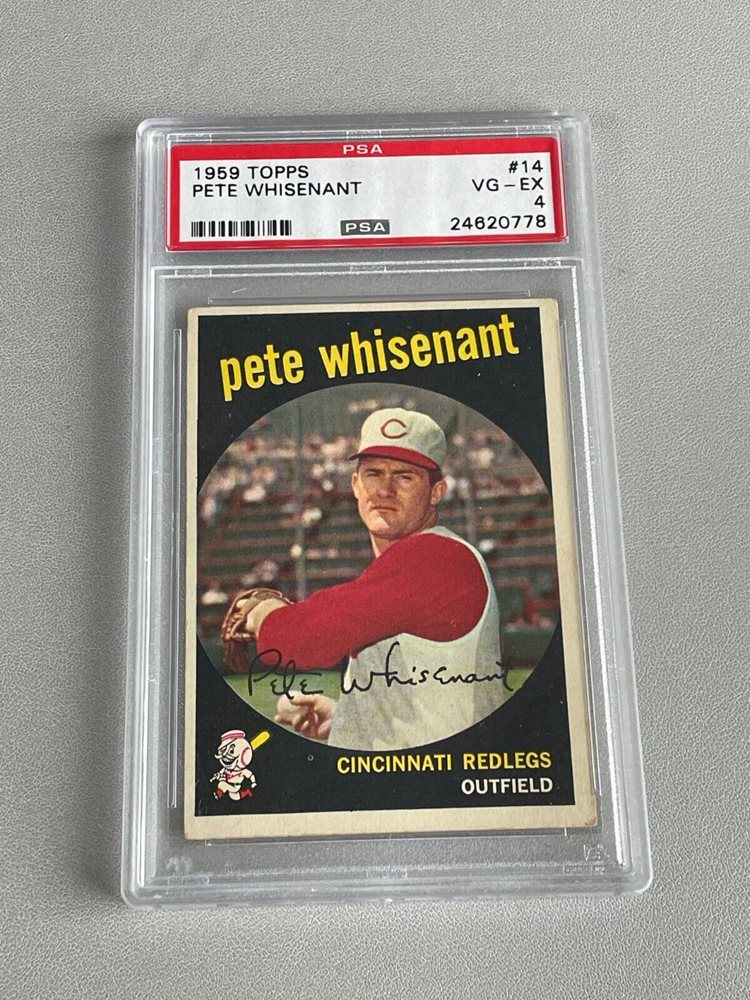 PSA
1959 TOPPS #14
PETE WHISENANT VG-EX
4
PSA 24620778
pete whisenant
C
Pete Whisenant
CINCINNATI REDLEGS
OUTFIELD